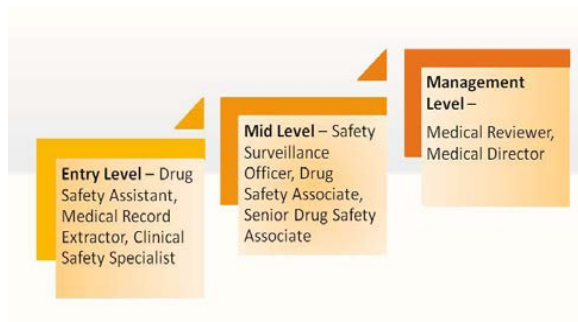 Entry Level – Drug
Safety Assistant,
Medical Record
Extractor, Clinical
Safety Specialist
Mid Level – Safety
Surveillance
Officer, Drug
Safety Associate,
Senior Drug Safety
Associate
Management
Level –
Medical Reviewer,
Medical Director